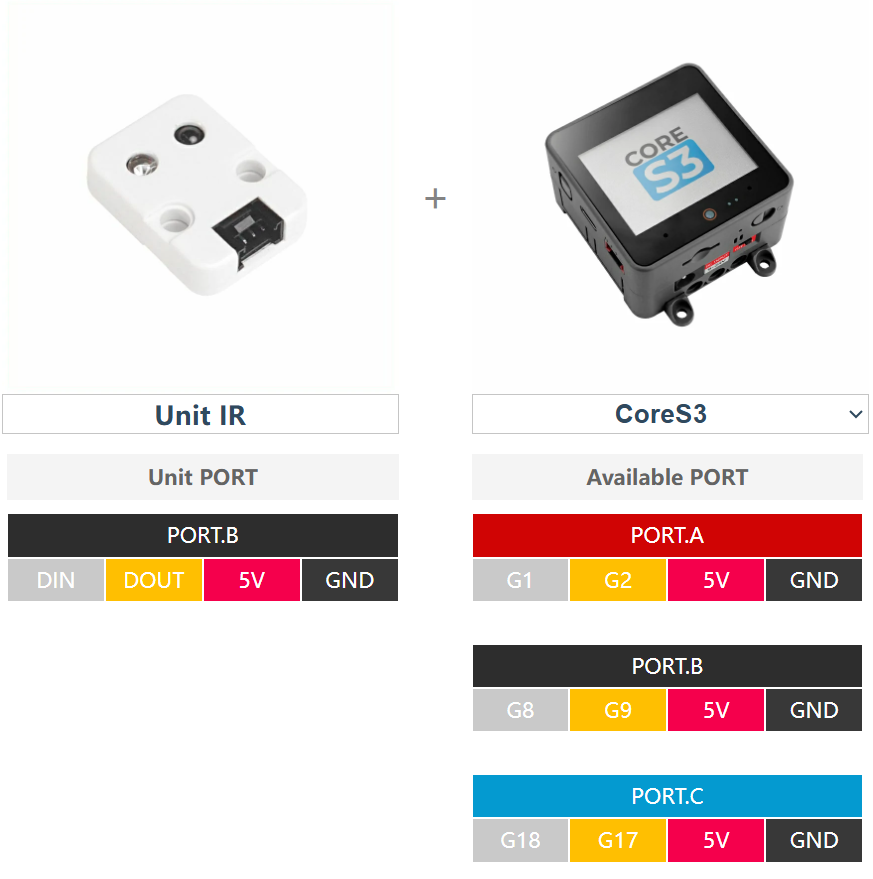 CORE
S3
+
Unit IR
CoreS3
Unit PORT
Available PORT
PORT.B
DIN DOUT 5V GND
PORT.A
G1 G2 5V GND
PORT.B
G8 G9 5V GND
PORT.C
G18 G17 5V GND